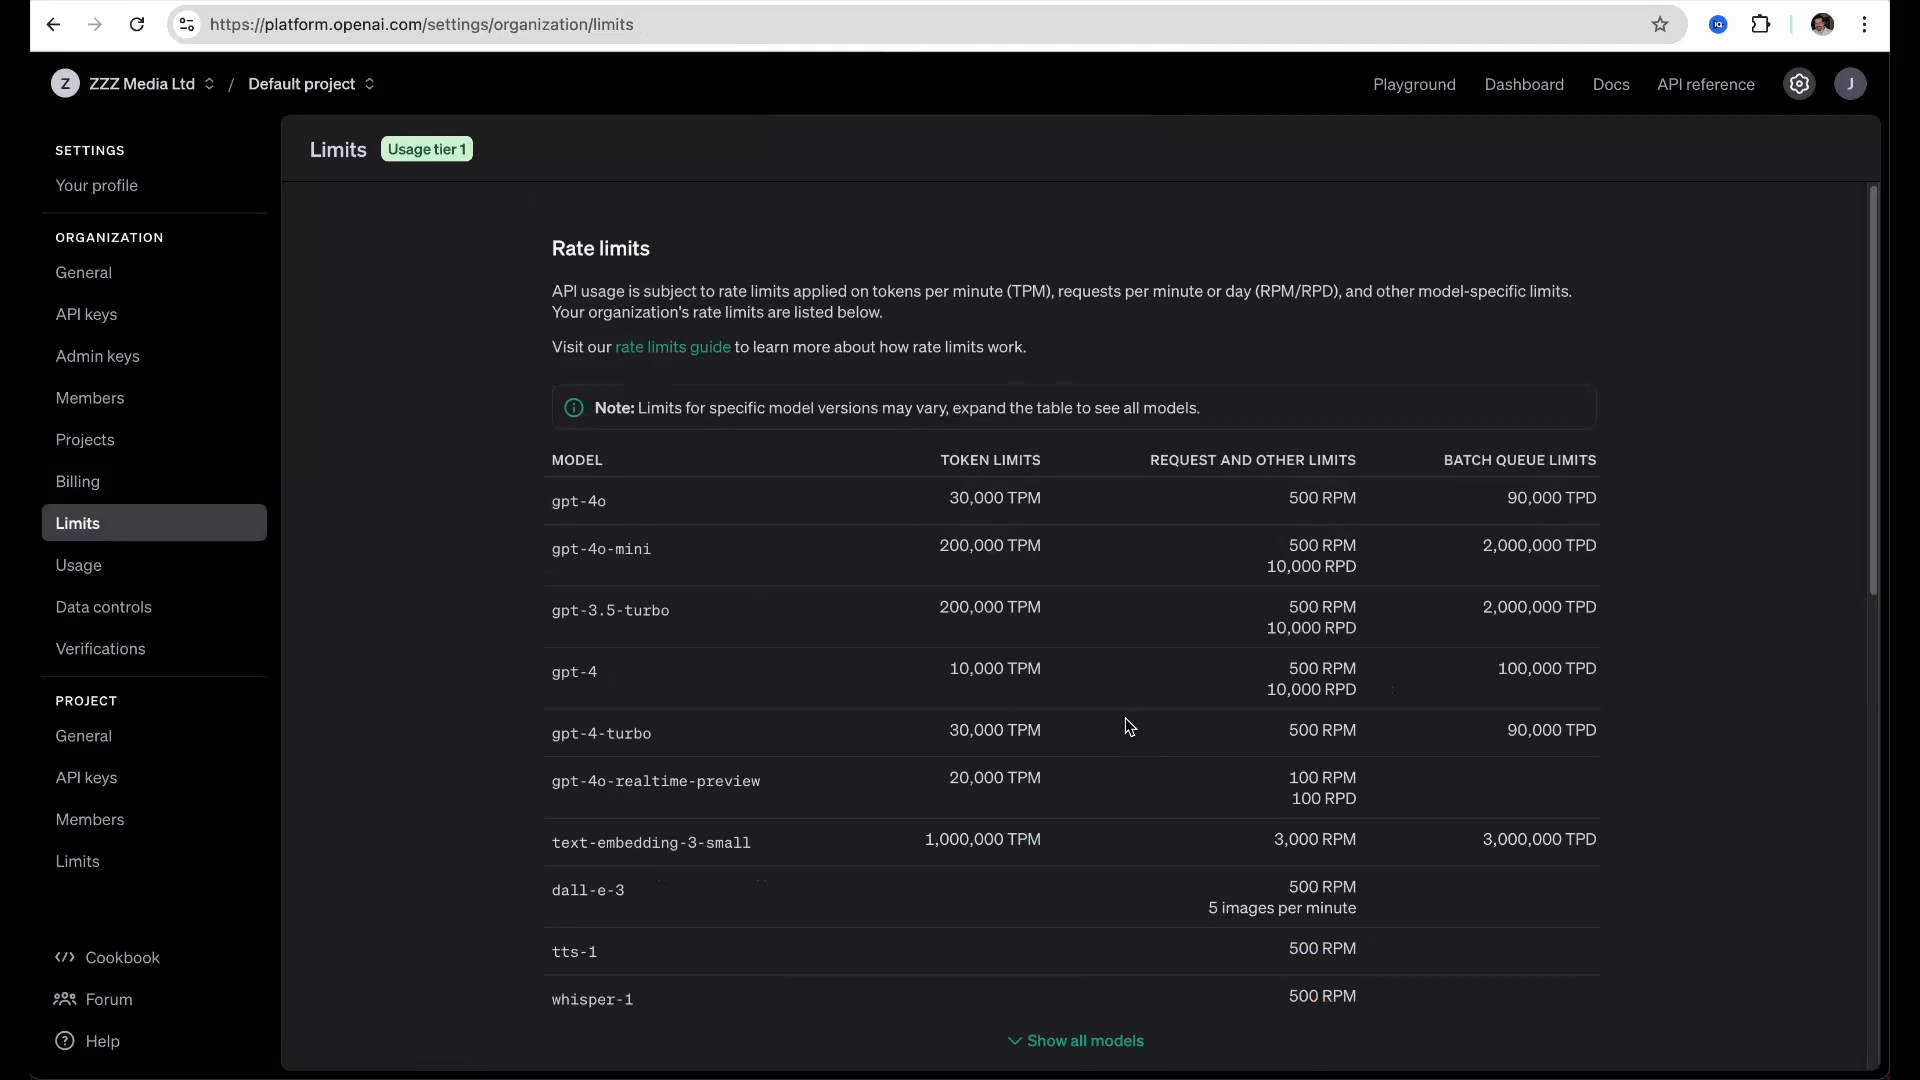 https://platform.openai.com/settings/organization/limits
Z ZZZ Media Ltd / Default project
Playground Dashboard Docs API reference J
SETTINGS
Your profile
ORGANIZATION
General
API keys
Admin keys
Members
Projects
Billing
Limits
Usage
Data controls
Verifications
PROJECT
General
API keys
Members
Limits
Cookbook
Forum
Help
Limits Usage tier 1
Rate limits
API usage is subject to rate limits applied on tokens per minute (TPM), requests per minute or day (RPM/RPD), and other model-specific limits.
Your organization's rate limits are listed below.
Visit our rate limits guide to learn more about how rate limits work.
Note: Limits for specific model versions may vary, expand the table to see all models.
MODEL TOKEN LIMITS REQUEST AND OTHER LIMITS BATCH QUEUE LIMITS
gpt-4o 30,000 TPM 500 RPM 90,000 TPD
gpt-4o-mini 200,000 TPM 500 RPM 2,000,000 TPD
10,000 RPD
gpt-3.5-turbo 200,000 TPM 500 RPM 2,000,000 TPD
10,000 RPD
gpt-4 10,000 TPM 500 RPM 100,000 TPD
10,000 RPD
gpt-4-turbo 30,000 TPM 500 RPM 90,000 TPD
gpt-4o-realtime-preview 20,000 TPM 100 RPM
100 RPD
text-embedding-3-small 1,000,000 TPM 3,000 RPM 3,000,000 TPD
dall-e-3 500 RPM
5 images per minute
tts-1 500 RPM
whisper-1 500 RPM
Show all models